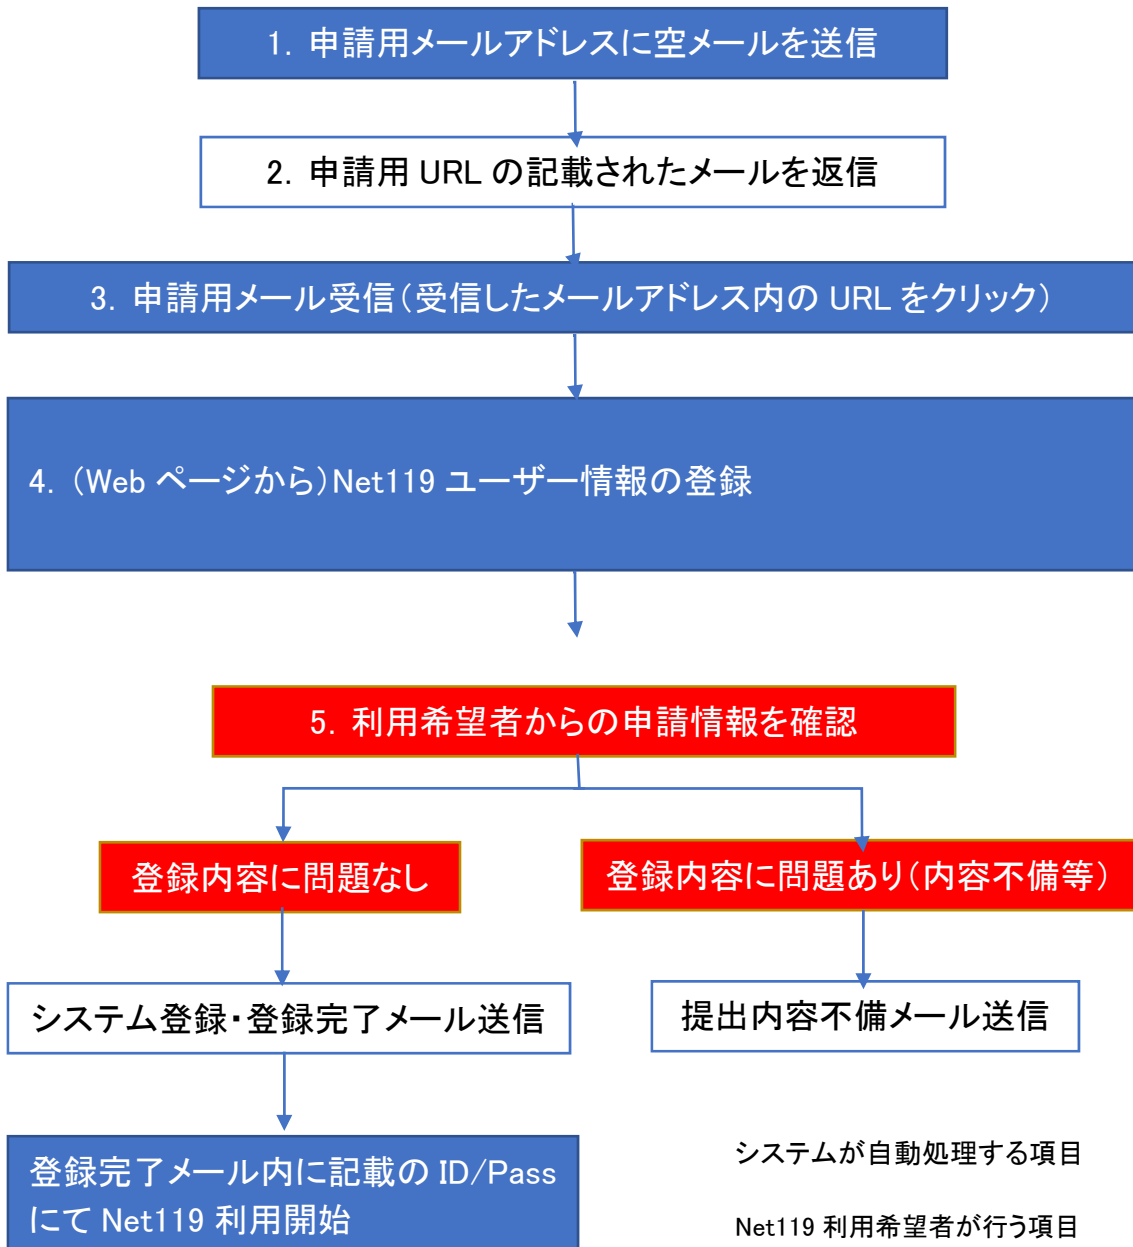 1. 申請用メールアドレスに空メールを送信
2. 申請用 URL の記載されたメールを返信
3. 申請用メール受信（受信したメールアドレス内の URL をクリック）
4. （Web ページから）Net119 ユーザー情報の登録
5. 利用希望者からの申請情報を確認
登録内容に問題なし
登録内容に問題あり（内容不備等）
システム登録・登録完了メール送信
提出内容不備メール送信
登録完了メール内に記載の ID/Pass
にて Net119 利用開始
システムが自動処理する項目
Net119 利用希望者が行う項目